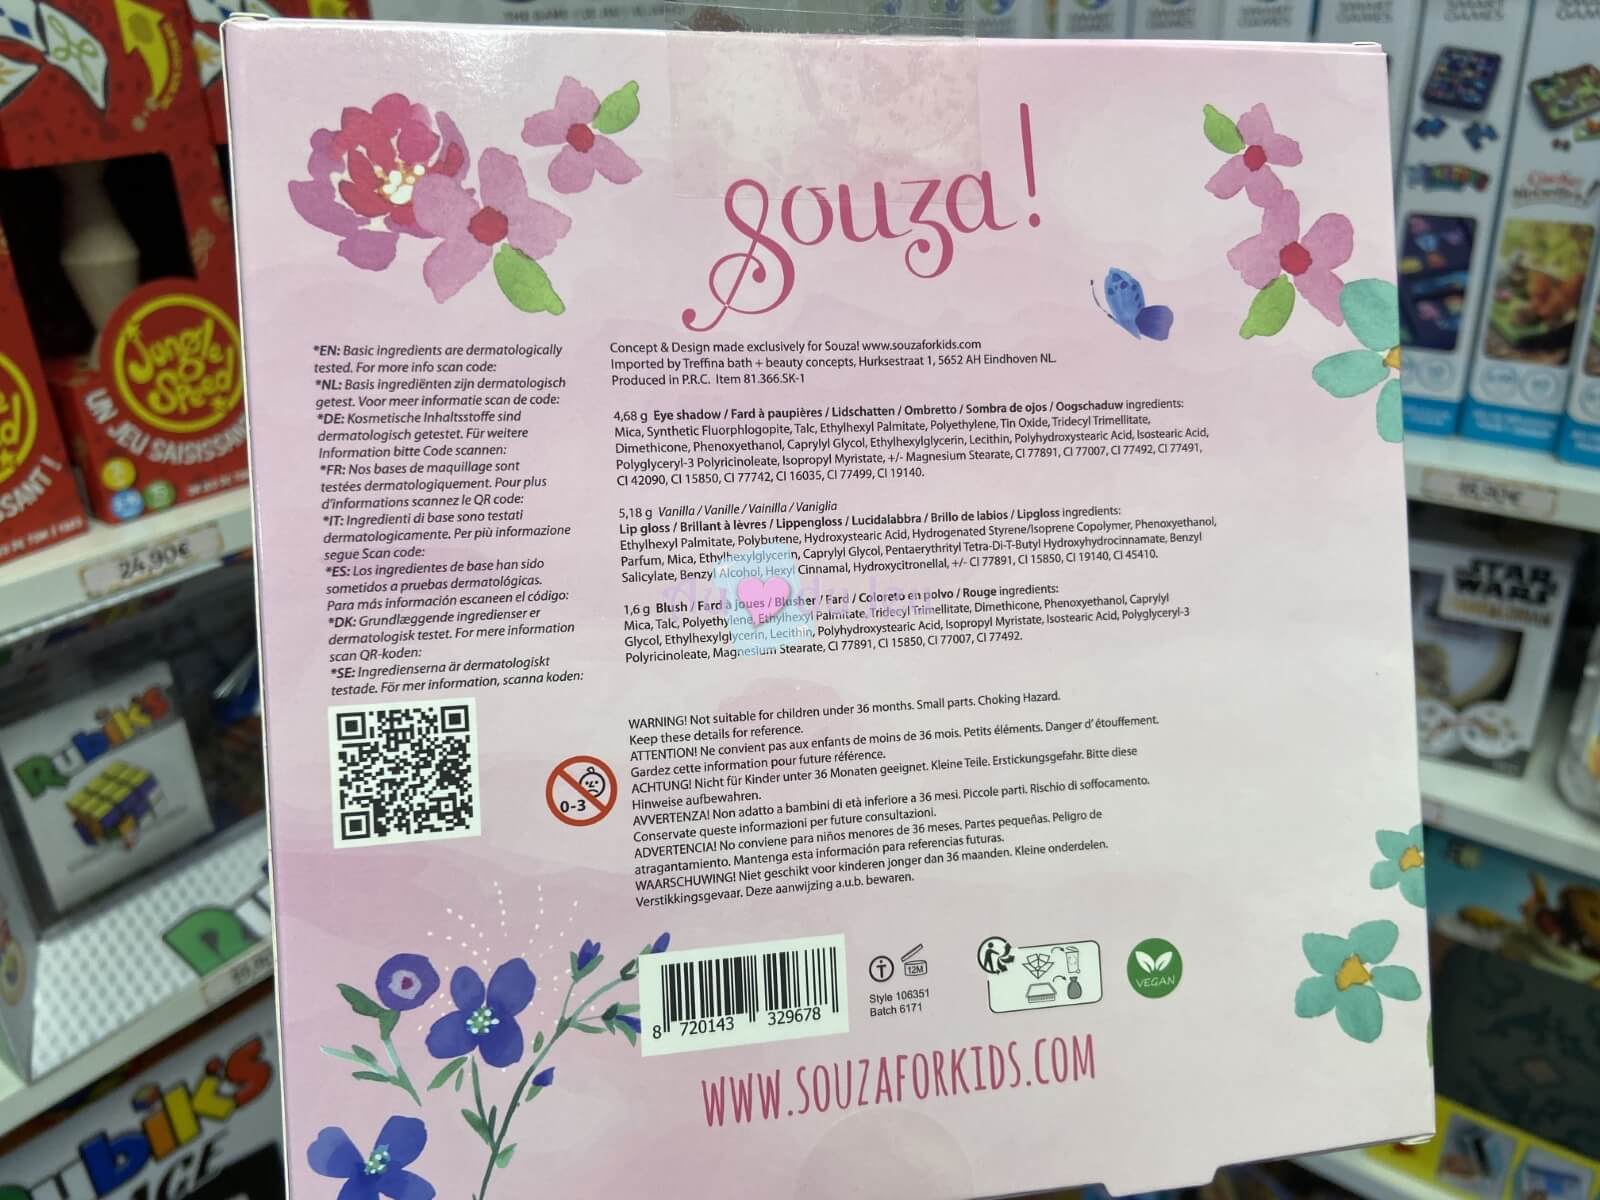 Souza!
*EN: Basic ingredients are dermatologically
tested. For more info scan code:
*NL: Basis ingrediënten zijn dermatologisch
getest. Voor meer informatie scan de code:
*DE: Kosmetische Inhaltsstoffe sind
dermatologisch getestet. Für weitere
Information bitte Code scannen:
*FR: Nos bases de maquillage sont
testées dermatologiquement. Pour plus
d'informations scannez le QR code:
*IT: Ingredienti di base sono testati
dermatologicamente. Per più informazione
segue Scan code:
*ES: Los ingredientes de base han sido
sometidos a pruebas dermatológicas.
Para más información escaneen el código:
*DK: Grundlæggende ingredienser er
dermatologisk testet. For mere information
scan QR-koden:
*SE: Ingredienserna är dermatologiskt
testade. För mer information, scanna koden:
Concept & Design made exclusively for Souza! www.souzaforkids.com
Imported by Treffina bath + beauty concepts, Hurksestraat 1, 5652 AH Eindhoven NL.
Produced in P.R.C. Item 81.366.SK-1
4,68 g Eye shadow / Fard à paupières / Lidschatten / Ombretto / Sombra de ojos / Oogschaduw ingredients:
Mica, Synthetic Fluorphlogopite, Talc, Ethylhexyl Palmitate, Polyethylene, Tin Oxide, Tridecyl Trimellitate,
Dimethicone, Phenoxyethanol, Caprylyl Glycol, Ethylhexylglycerin, Lecithin, Polyhydroxystearic Acid, Isostearic Acid,
Polyglyceryl-3 Polyricinoleate, Isopropyl Myristate, +/- Magnesium Stearate, CI 77891, CI 77007, CI 77492, CI 77491,
CI 42090, CI 15850, CI 77742, CI 16035, CI 77499, CI 19140.
5,18 g Vanilla / Vanille / Vainilla / Vaniglia
Lip gloss / Brillant à lèvres / Lippengloss / Lucidalabbra / Brillo de labios / Lipgloss ingredients:
Ethylhexyl Palmitate, Polybutene, Hydroxystearic Acid, Hydrogenated Styrene/Isoprene Copolymer, Phenoxyethanol,
Parfum, Mica, Ethylhexylglycerin, Caprylyl Glycol, Pentaerythrityl Tetra-Di-T-Butyl Hydroxyhydrocinnamate, Benzyl
Salicylate, Benzyl Alcohol, Hexyl Cinnamal, Hydroxycitronellal, +/- CI 77891, CI 15850, CI 19140, CI 45410.
1,6 g Blush / Fard à joues / Blusher / Fard / Coloreto en polvo / Rouge ingredients:
Mica, Talc, Polyethylene, Ethylhexyl Palmitate, Tridecyl Trimellitate, Dimethicone, Phenoxyethanol, Caprylyl
Glycol, Ethylhexylglycerin, Lecithin, Polyhydroxystearic Acid, Isopropyl Myristate, Isostearic Acid, Polyglyceryl-3
Polyricinoleate, Magnesium Stearate, CI 77891, CI 15850, CI 77007, CI 77492.
WARNING! Not suitable for children under 36 months. Small parts. Choking Hazard.
Keep these details for reference.
ATTENTION! Ne convient pas aux enfants de moins de 36 mois. Petits éléments. Danger d' étouffement.
Gardez cette information pour future référence.
ACHTUNG! Nicht für Kinder unter 36 Monaten geeignet. Kleine Teile. Erstickungsgefahr. Bitte diese
Hinweise aufbewahren.
AVVERTENZA! Non adatto a bambini di età inferiore a 36 mesi. Piccole parti. Rischio di soffocamento.
Conservate queste informazioni per future consultazioni.
ADVERTENCIA! No conviene para niños menores de 36 meses. Partes pequeñas. Peligro de
atragantamiento. Mantenga esta información para referencias futuras.
WAARSCHUWING! Niet geschikt voor kinderen jonger dan 36 maanden. Kleine onderdelen.
Verstikkingsgevaar. Deze aanwijzing a.u.b. bewaren.
0-3
8 720143 329678
12M
Style 106351
Batch 6171
VEGAN
WWW.SOUZAFORKIDS.COM
Jungle
Speed
UN JEU SAISISSANT
24,90€
Rubik's
STAR
WARS
Rubik's